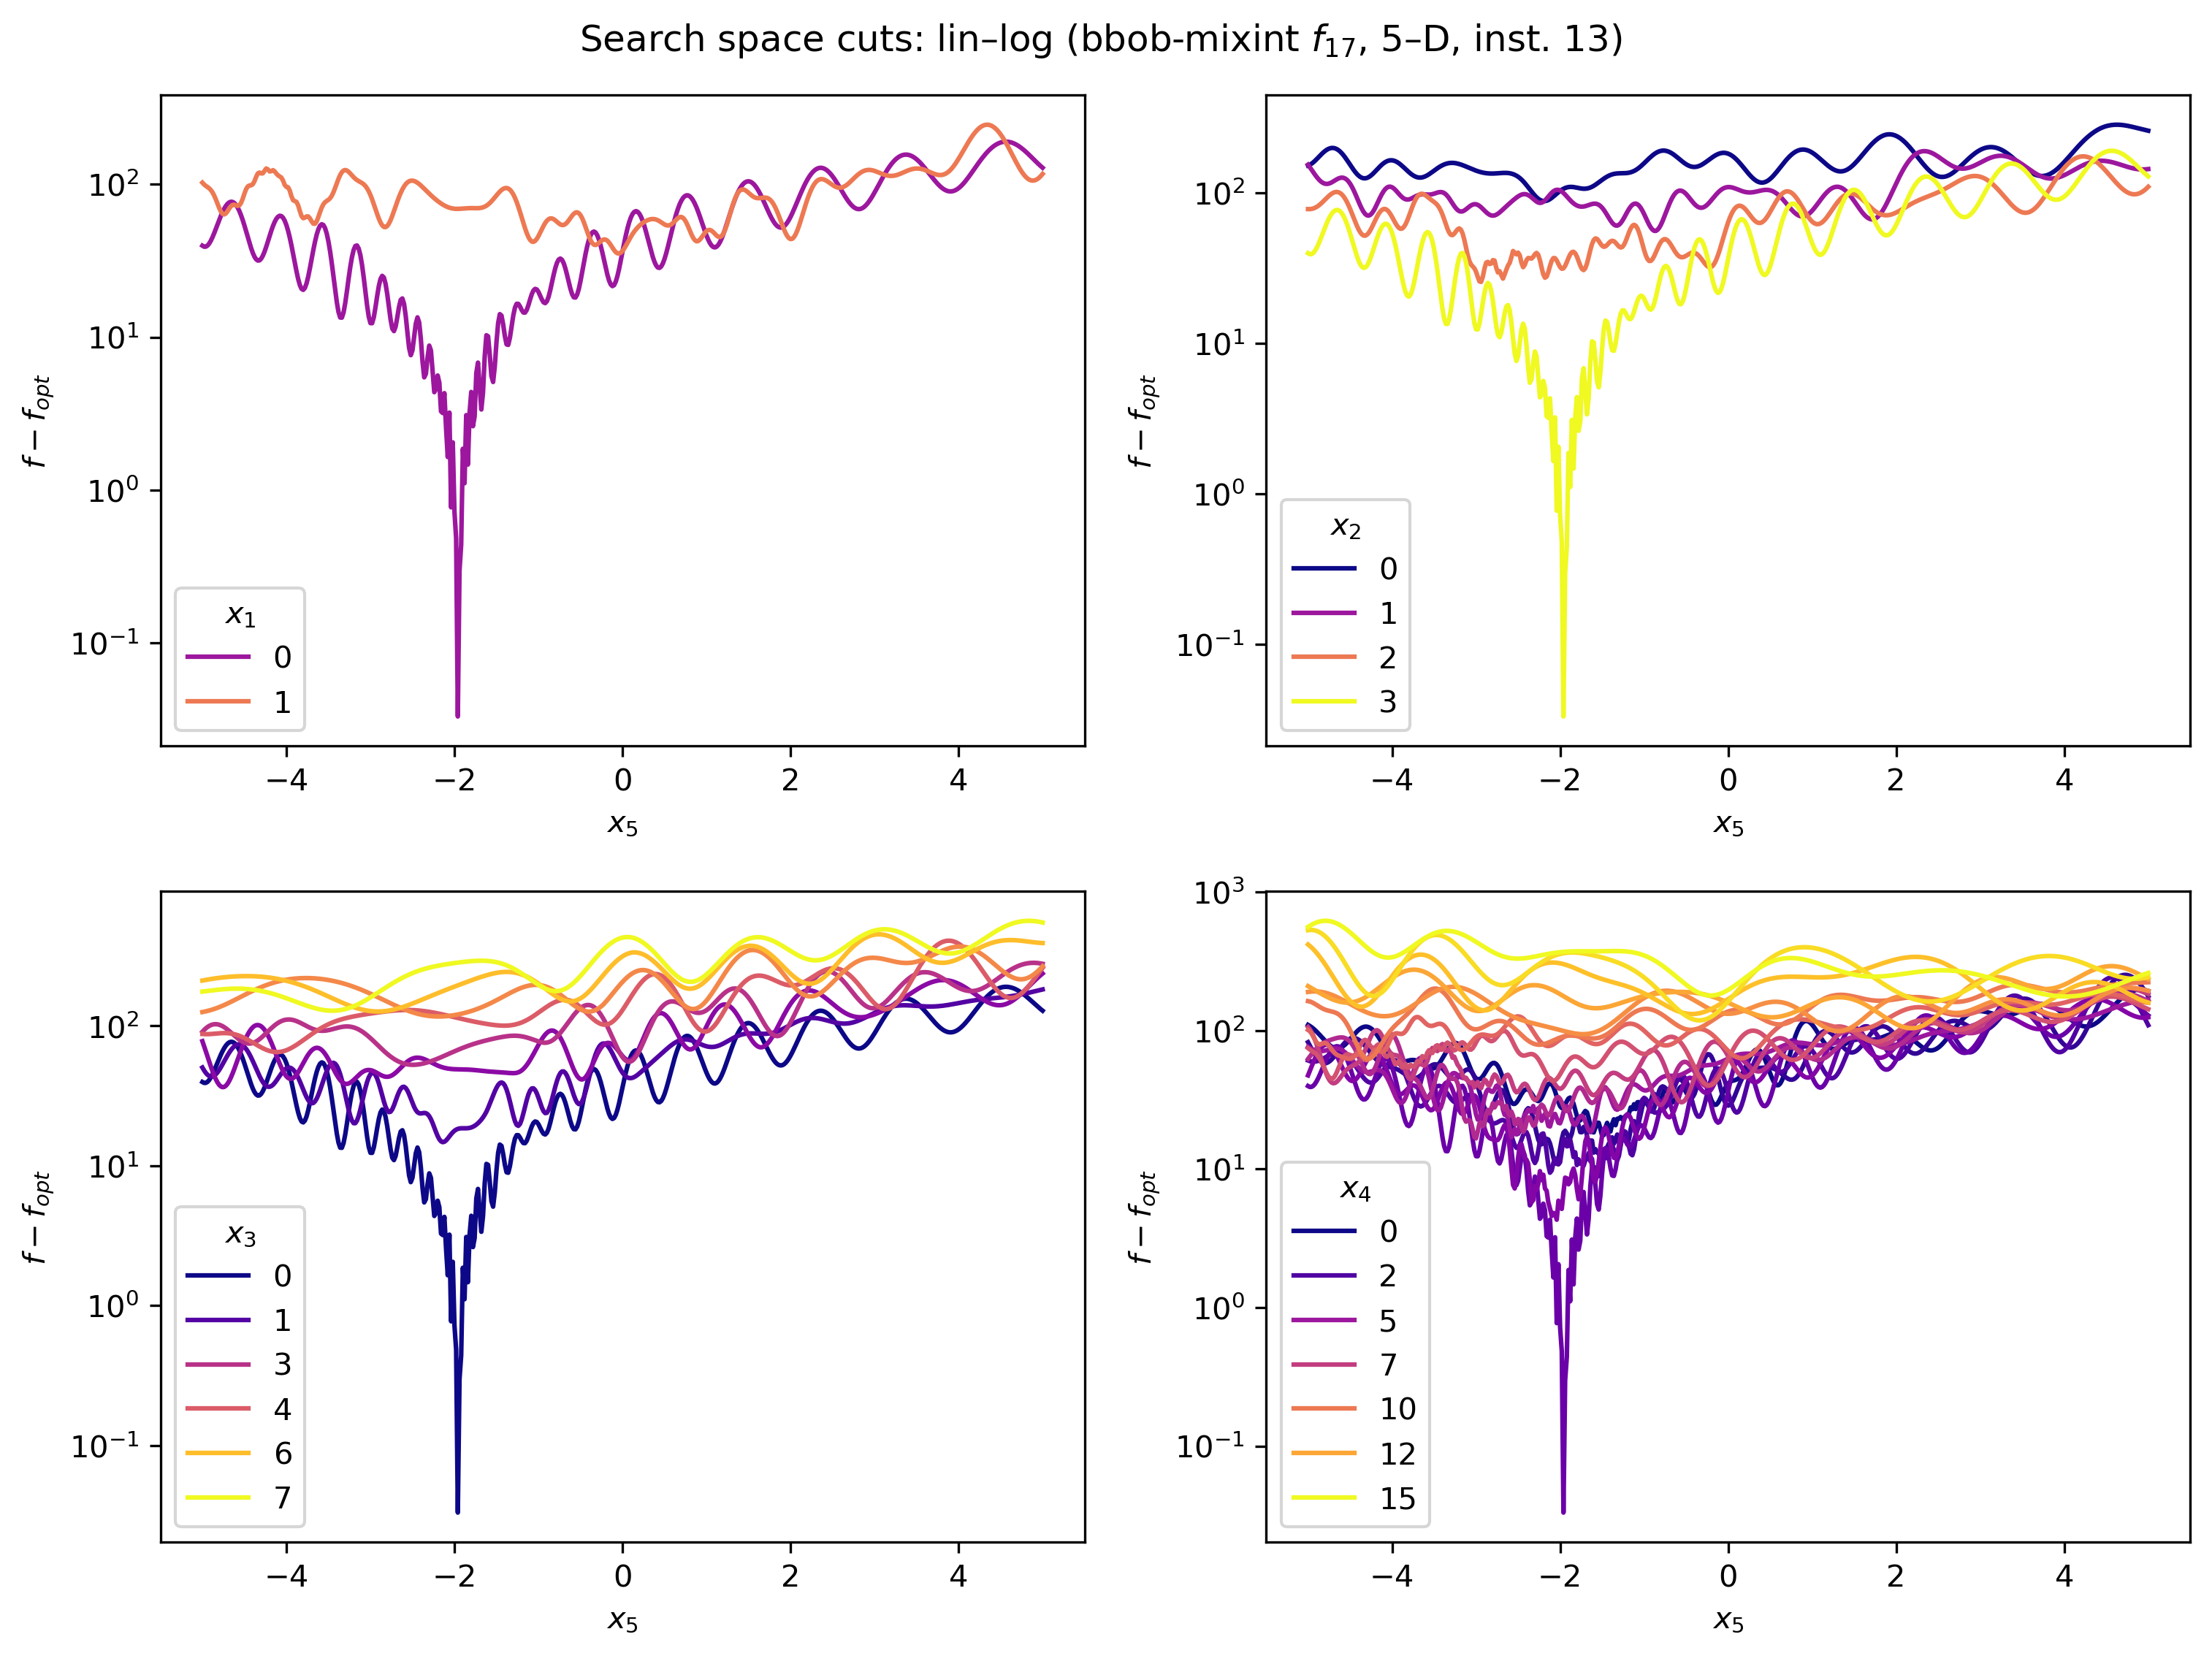 Search space cuts: lin–log (bbob-mixint f17, 5–D, inst. 13)
10^2
10^1
10^0
10^−1
f − fopt
x1
0
1
−4 −2 0 2 4
x5
10^2
10^1
10^0
10^−1
f − fopt
x2
0
1
2
3
−4 −2 0 2 4
x5
10^2
10^1
10^0
10^−1
f − fopt
x3
0
1
3
4
6
7
−4 −2 0 2 4
x5
10^3
10^2
10^1
10^0
10^−1
f − fopt
x4
0
2
5
7
10
12
15
−4 −2 0 2 4
x5